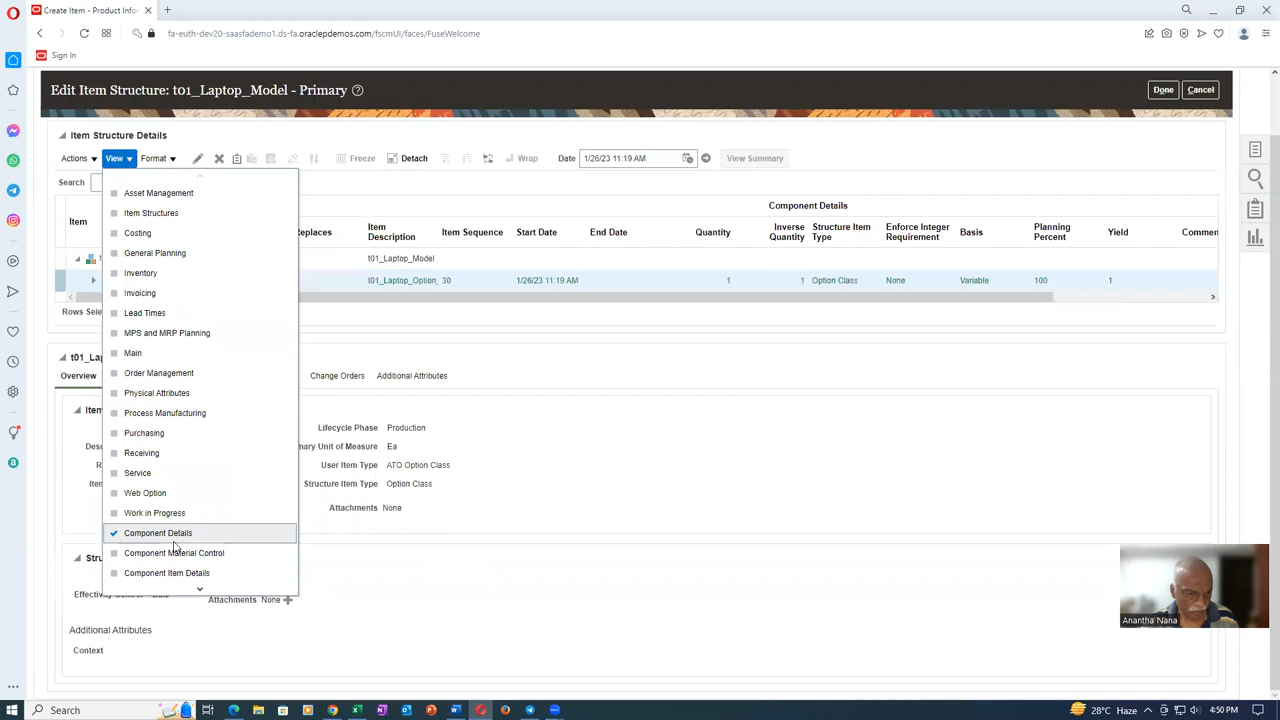 Create Item - Product Infor
fa-euth-dev20-saasfademo1.ds-fa.oraclepdemos.com/fscmUI/faces/FuseWelcome
Sign In
Edit Item Structure: t01_Laptop_Model - Primary
Done
Cancel
Item Structure Details
Actions View Format Freeze Detach Wrap Date 1/26/23 11:19 AM View Summary
Search
Asset Management
Item Structures
Costing
General Planning
Inventory
Invoicing
Lead Times
MPS and MRP Planning
Main
Order Management
Physical Attributes
Process Manufacturing
Purchasing
Receiving
Service
Web Option
Work in Progress
Component Details
Component Material Control
Component Item Details
Component Details
Item Item Description Item Sequence Start Date End Date Quantity Inverse Quantity Structure Item Type Enforce Integer Requirement Basis Planning Percent Yield
t01_Laptop_Model
t01_Laptop_Option_ 30 1/26/23 11:19 AM 1 1 Option Class None Variable 100 1
Overview Change Orders Additional Attributes
Lifecycle Phase Production
Ea
User Item Type ATO Option Class
Structure Item Type Option Class
Attachments None
Effectivity Control Date Attachments None
Additional Attributes
Context
Anantha Nana
Search
28°C Haze
4:50 PM